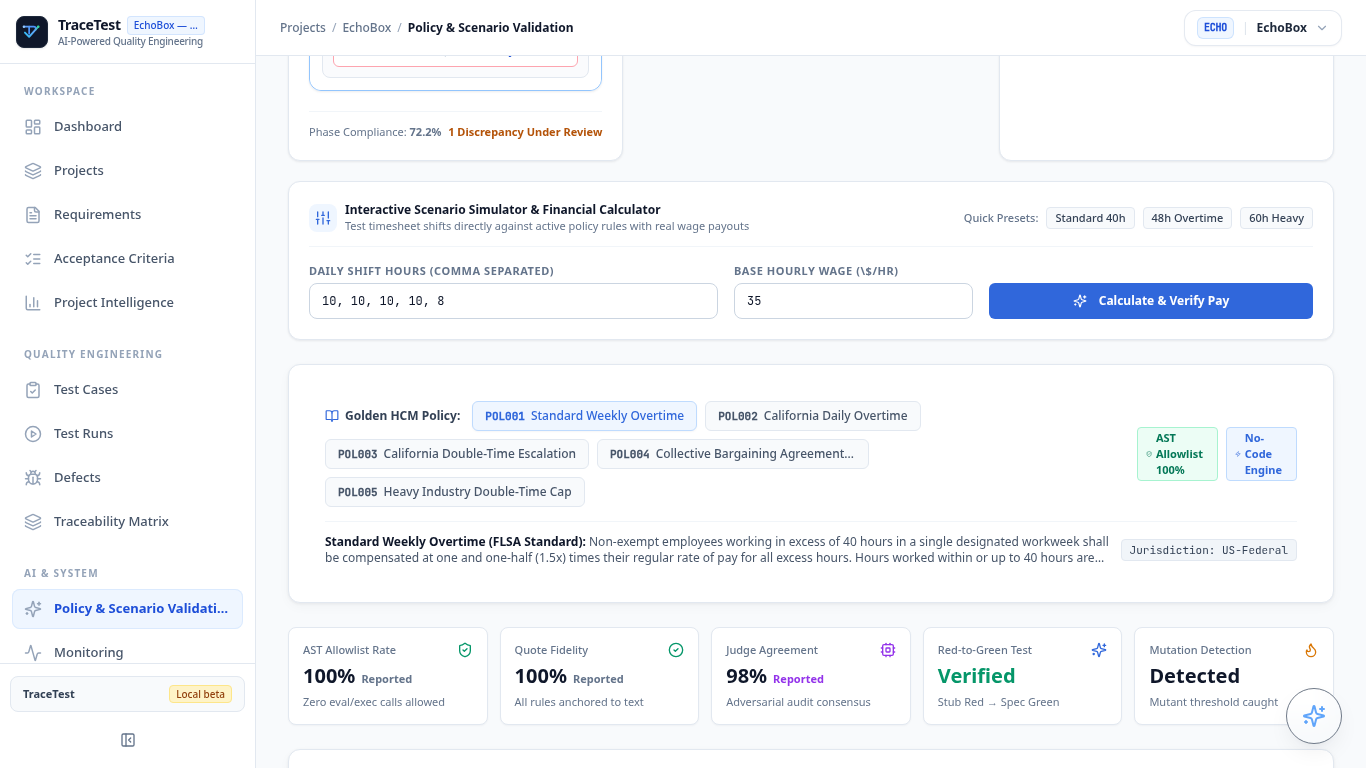 TraceTest
EchoBox — ...
AI-Powered Quality Engineering
WORKSPACE
Dashboard
Projects
Requirements
Acceptance Criteria
Project Intelligence
QUALITY ENGINEERING
Test Cases
Test Runs
Defects
Traceability Matrix
AI & SYSTEM
Policy & Scenario Validati...
Monitoring
TraceTest
Local beta
Projects / EchoBox / Policy & Scenario Validation
ECHO
EchoBox
Phase Compliance: 72.2%
1 Discrepancy Under Review
Interactive Scenario Simulator & Financial Calculator
Test timesheet shifts directly against active policy rules with real wage payouts
Quick Presets:
Standard 40h
48h Overtime
60h Heavy
DAILY SHIFT HOURS (COMMA SEPARATED)
10, 10, 10, 10, 8
BASE HOURLY WAGE (\$/HR)
35
Calculate & Verify Pay
Golden HCM Policy:
POL001 Standard Weekly Overtime
POL002 California Daily Overtime
POL003 California Double-Time Escalation
POL004 Collective Bargaining Agreement...
POL005 Heavy Industry Double-Time Cap
AST
Allowlist
100%
No-
Code
Engine
Standard Weekly Overtime (FLSA Standard): Non-exempt employees working in excess of 40 hours in a single designated workweek shall
be compensated at one and one-half (1.5x) times their regular rate of pay for all excess hours. Hours worked within or up to 40 hours are...
Jurisdiction: US-Federal
AST Allowlist Rate
100% Reported
Zero eval/exec calls allowed
Quote Fidelity
100% Reported
All rules anchored to text
Judge Agreement
98% Reported
Adversarial audit consensus
Red-to-Green Test
Verified
Stub Red → Spec Green
Mutation Detection
Detected
Mutant threshold caught